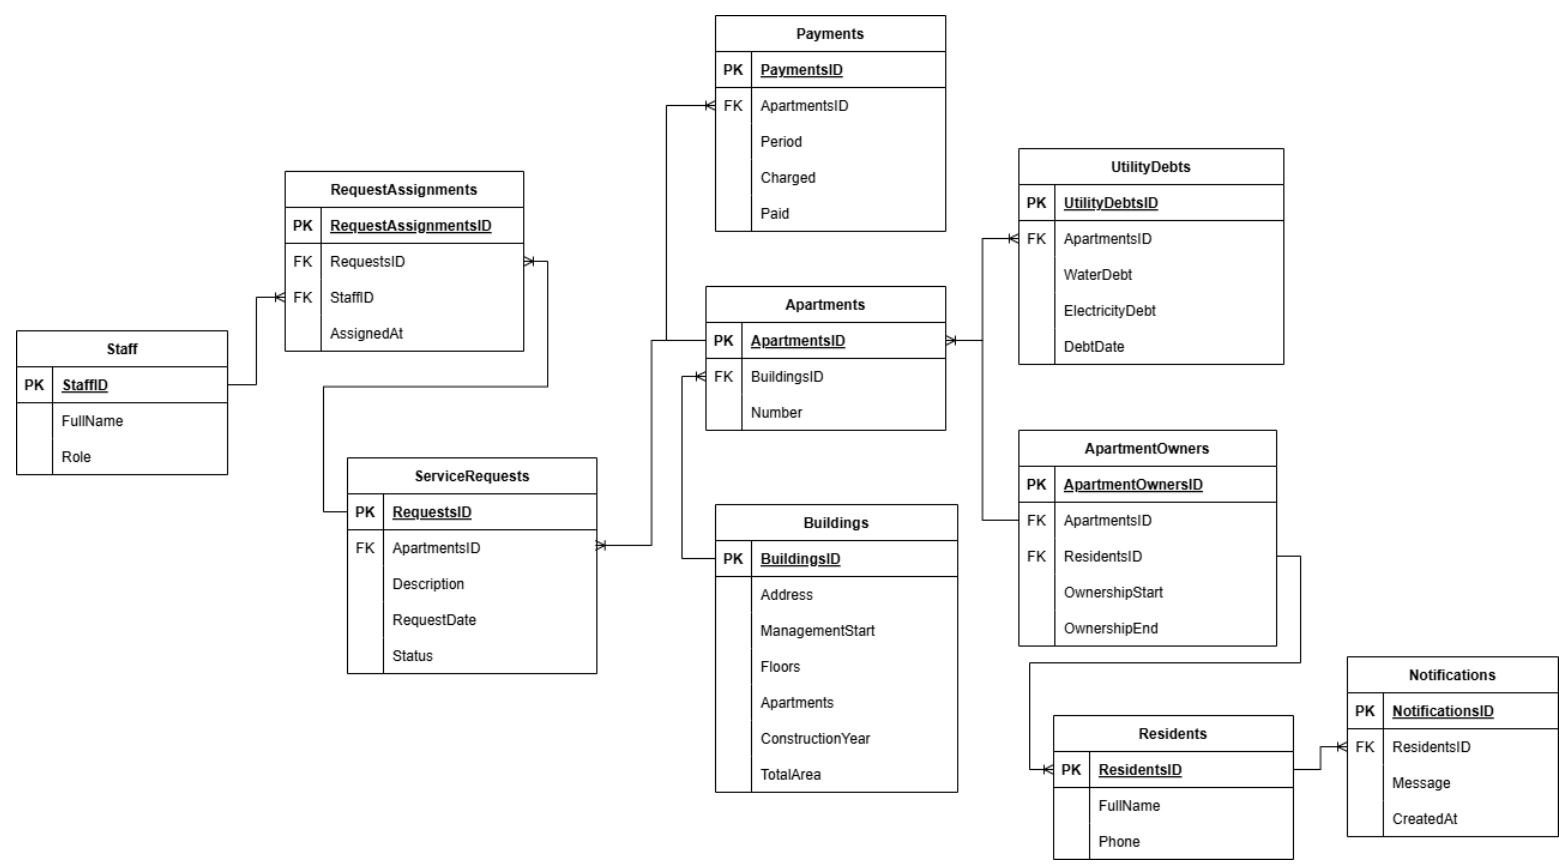 Payments
PK PaymentsID
FK ApartmentsID
Period
Charged
Paid
UtilityDebts
PK UtilityDebtsID
FK ApartmentsID
WaterDebt
ElectricityDebt
DebtDate
RequestAssignments
PK RequestAssignmentsID
FK RequestsID
FK StaffID
AssignedAt
Apartments
PK ApartmentsID
FK BuildingsID
Number
Staff
PK StaffID
FullName
Role
ApartmentOwners
PK ApartmentOwnersID
FK ApartmentsID
FK ResidentsID
OwnershipStart
OwnershipEnd
ServiceRequests
PK RequestsID
FK ApartmentsID
Description
RequestDate
Status
Buildings
PK BuildingsID
Address
ManagementStart
Floors
Apartments
ConstructionYear
TotalArea
Notifications
PK NotificationsID
FK ResidentsID
Message
CreatedAt
Residents
PK ResidentsID
FullName
Phone